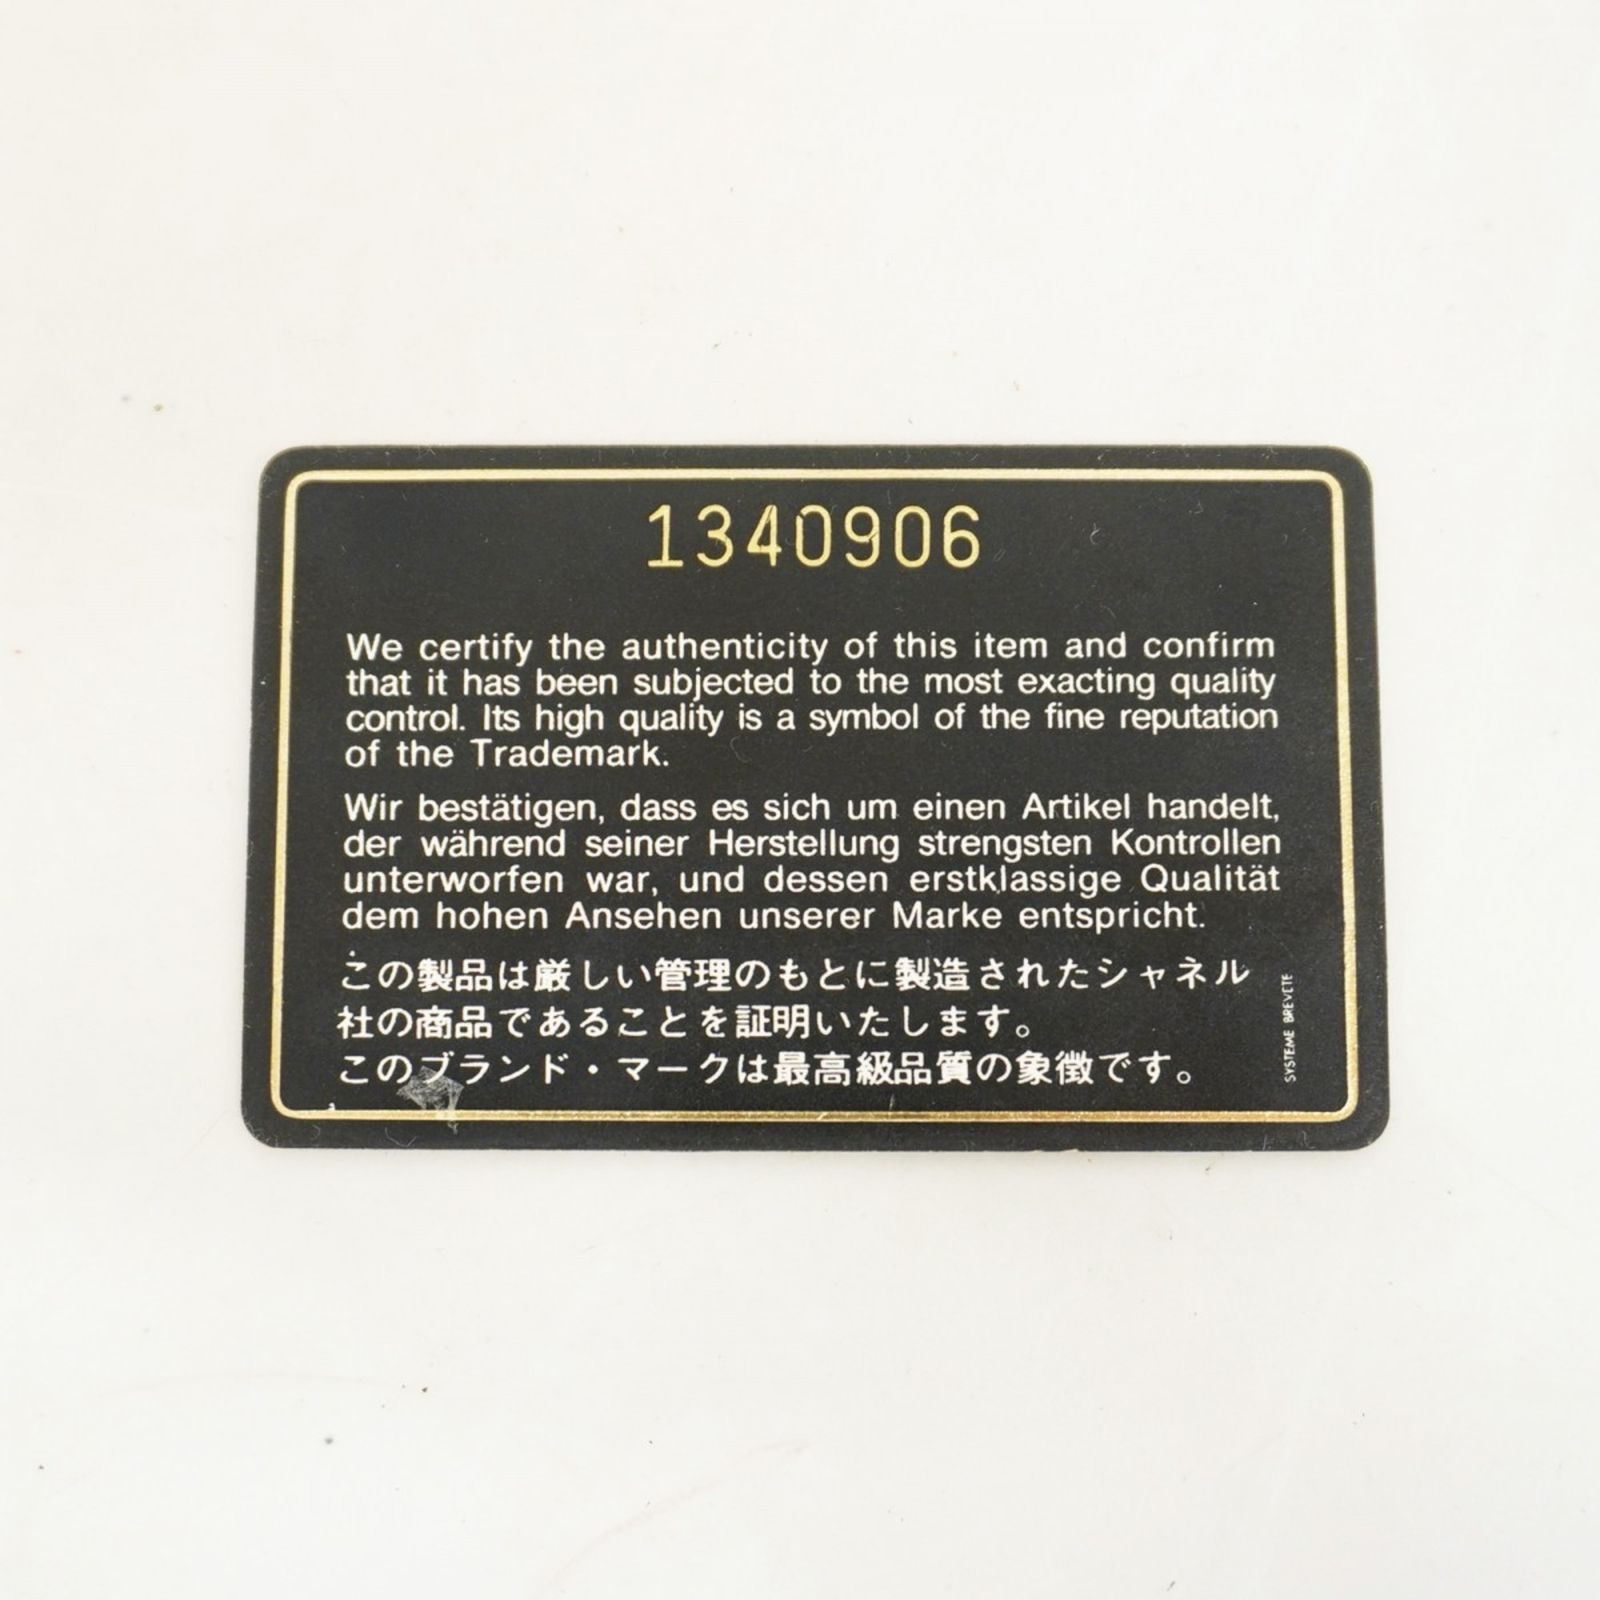 1340906
We certify the authenticity of this item and confirm
that it has been subjected to the most exacting quality
control. Its high quality is a symbol of the fine reputation
of the Trademark.
Wir bestätigen, dass es sich um einen Artikel handelt,
der während seiner Herstellung strengsten Kontrollen
unterworfen war, und dessen erstklassige Qualität
dem hohen Ansehen unserer Marke entspricht.
この製品は厳しい管理のもとに製造されたシャネル
社の商品であることを証明いたします。
このブランド・マークは最高級品質の象徴です。
SYSTEME BREVETE